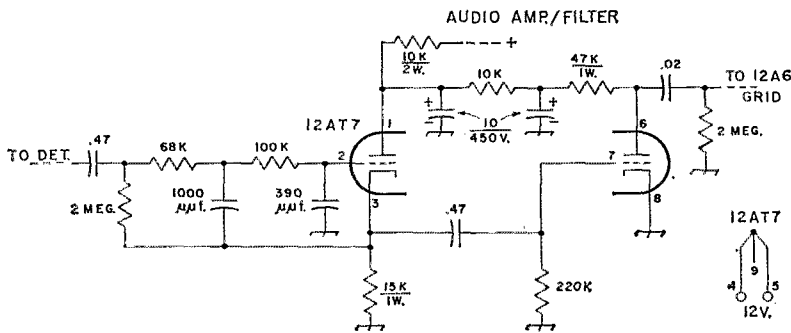 AUDIO AMP./FILTER
10K
2W.
+
10K
47K
1W.
.02
TO 12A6
GRID
+
+
-
10
450V.
2 MEG.
12AT7
1
6
.47
68K
100K
2
7
TO DET.
3
8
1000
μμf.
390
μμf.
2 MEG.
.47
12AT7
9
4
5
12V.
15K
1W.
220K